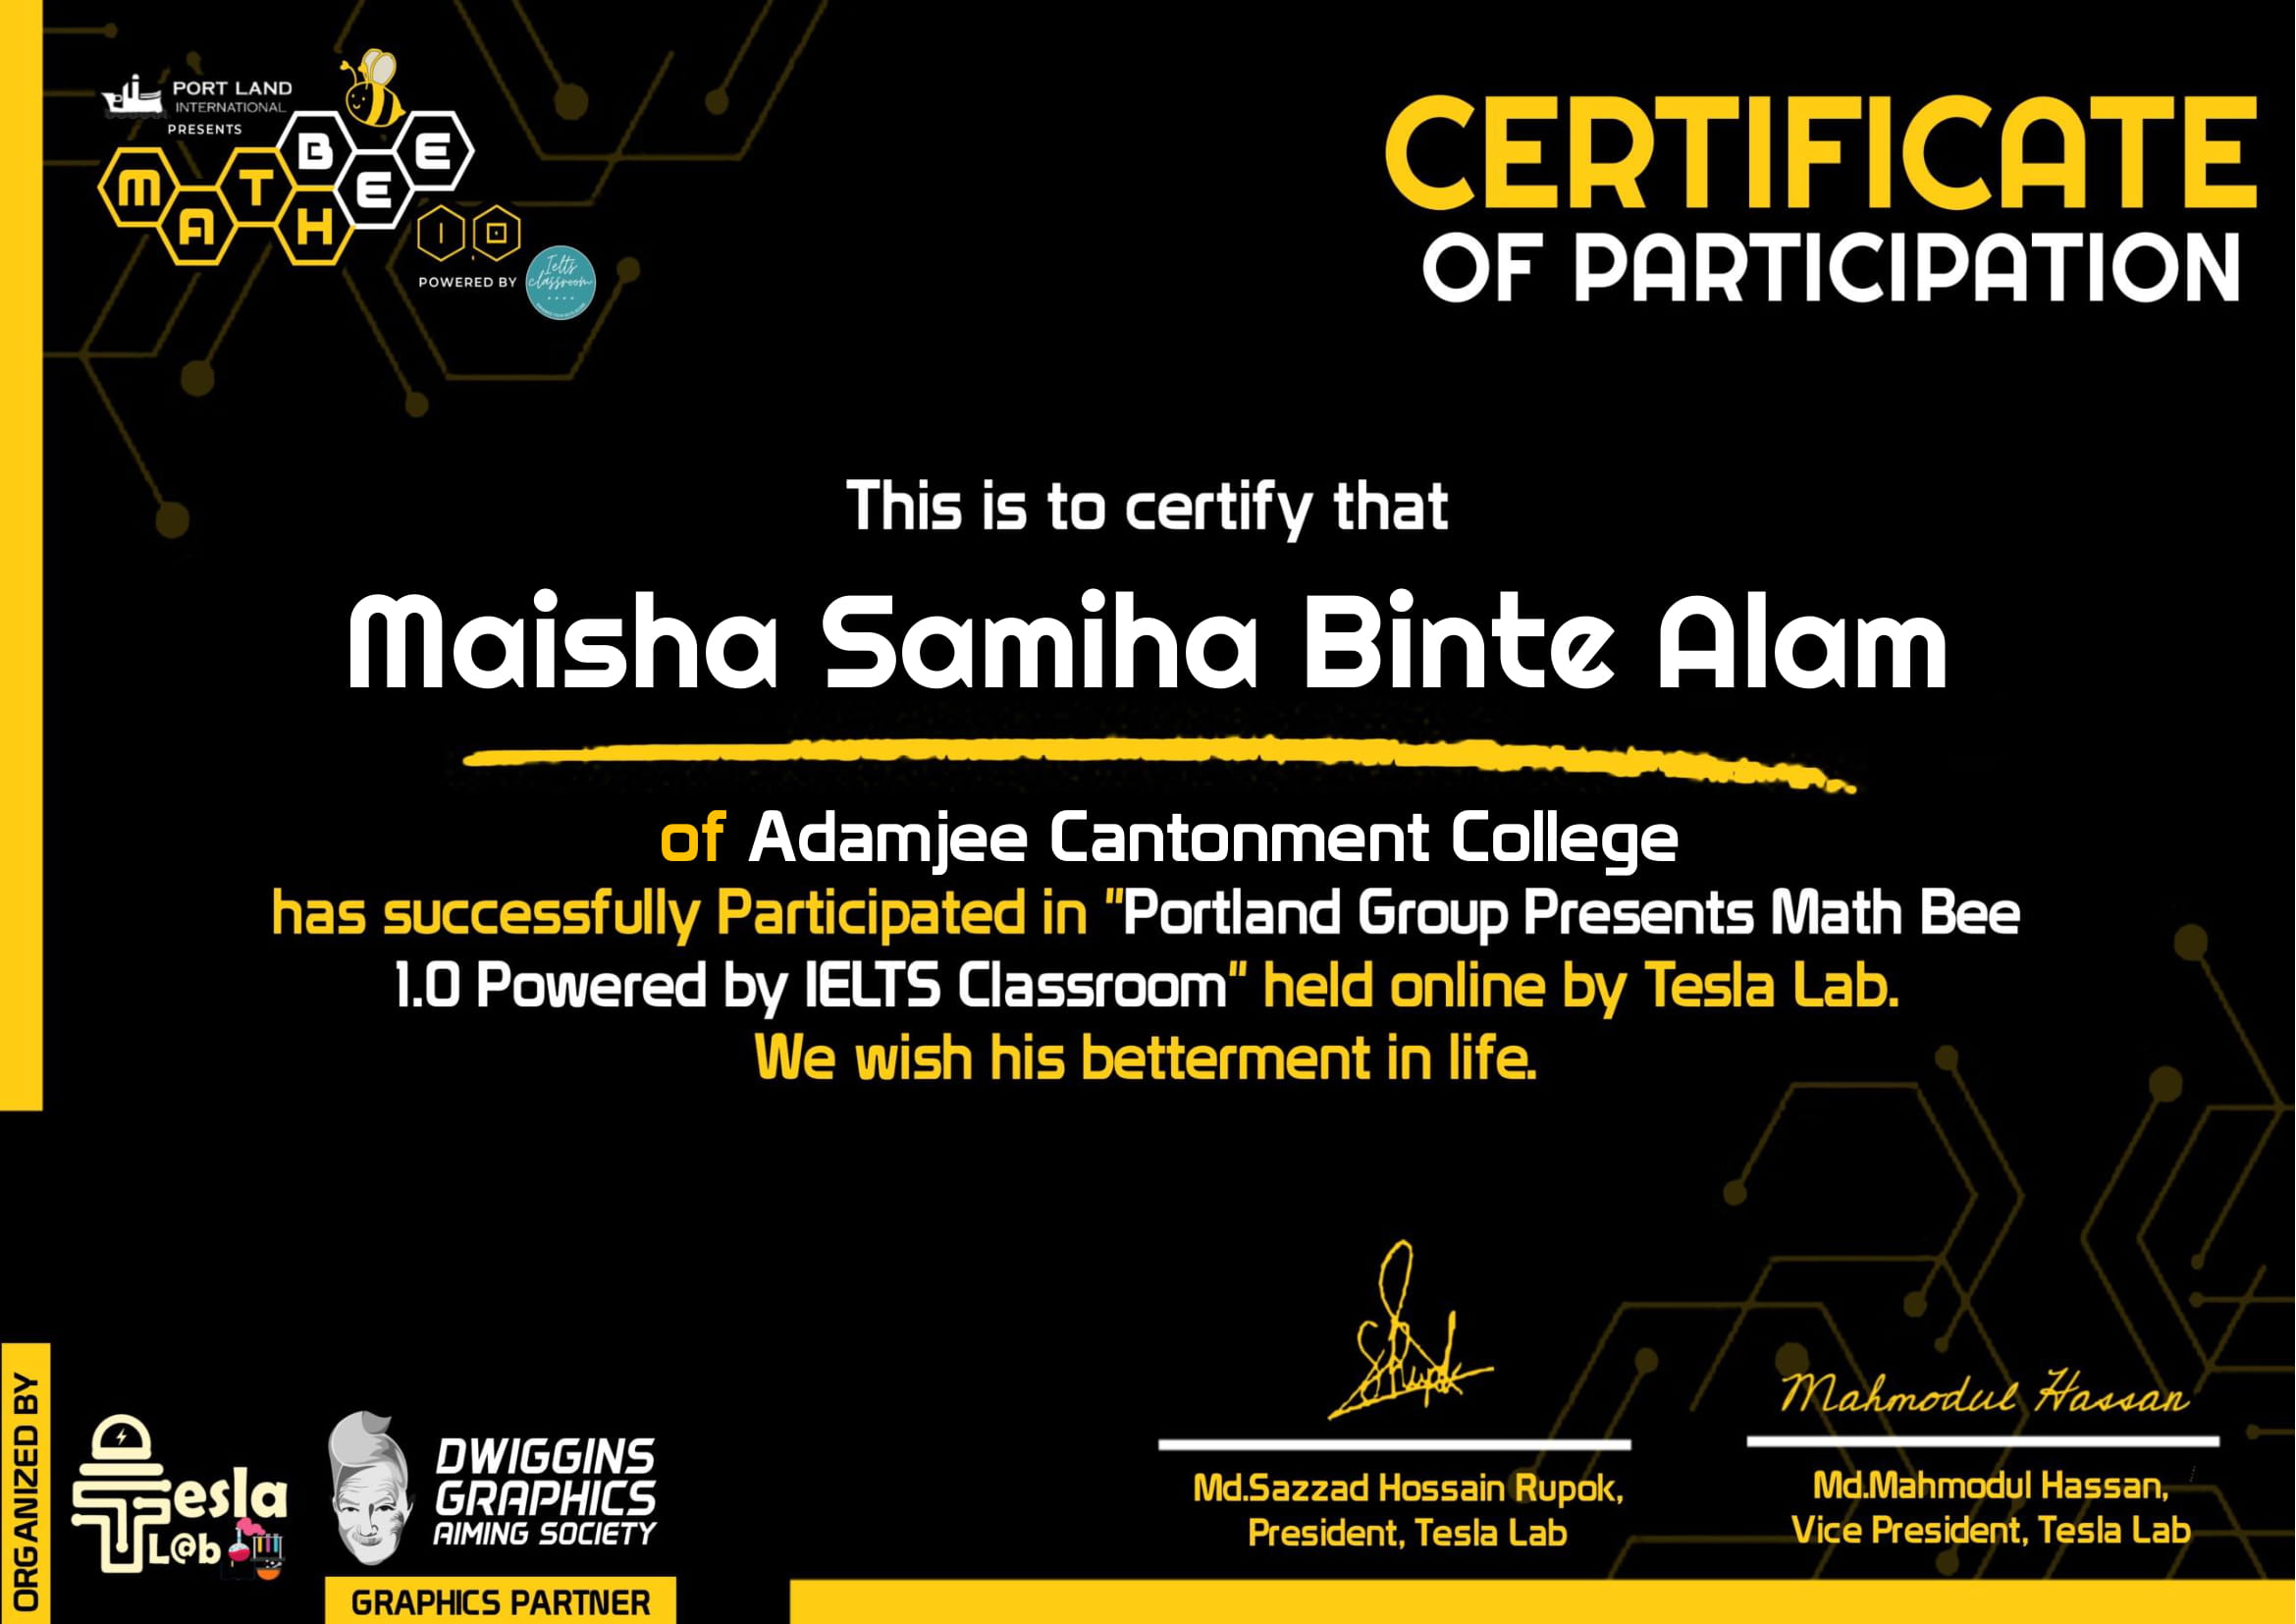 PORT LAND
INTERNATIONAL
PRESENTS
MATH BEE
1.0
POWERED BY
Ielts
classroom
CERTIFICATE
OF PARTICIPATION
This is to certify that
Maisha Samiha Binte Alam
of Adamjee Cantonment College
has successfully Participated in "Portland Group Presents Math Bee
1.0 Powered by IELTS Classroom" held online by Tesla Lab.
We wish his betterment in life.
ORGANIZED BY
Tesla
L@b
DWIGGINS
GRAPHICS
AIMING SOCIETY
GRAPHICS PARTNER
SRupok
Md.Sazzad Hossain Rupok,
President, Tesla Lab
Mahmodul Hassan
Md.Mahmodul Hassan,
Vice President, Tesla Lab